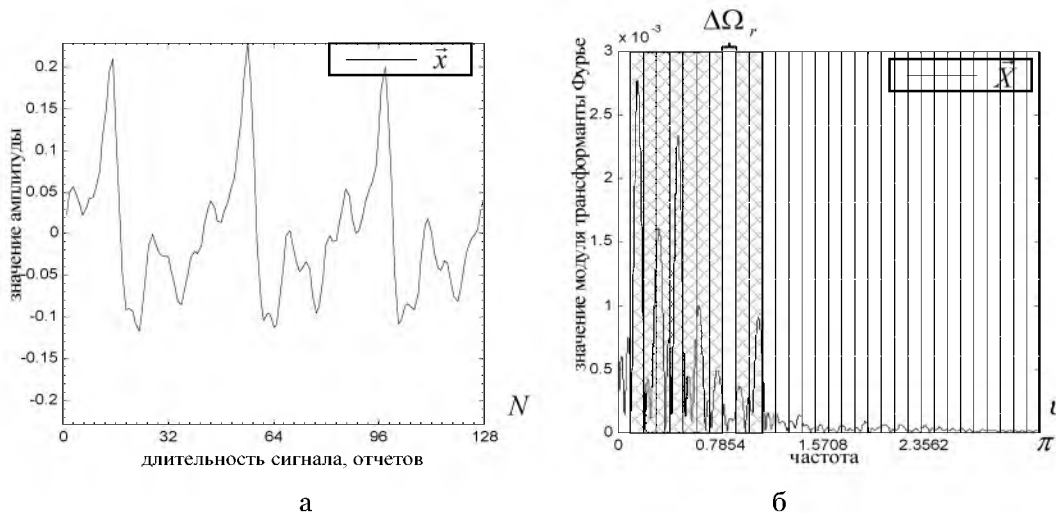 значение амплитуды
0.2
0.15
0.1
0.05
0
-0.05
-0.1
-0.15
-0.2
x
0 32 64 96 128
N
длительность сигнала, отчетов
а
ΔΩ r
× 10 -3
значение модуля трансформанты Фурье
3
2.5
2
1.5
1
0.5
0
X
0 0.7854 1.5708 2.3562 π
частота
б